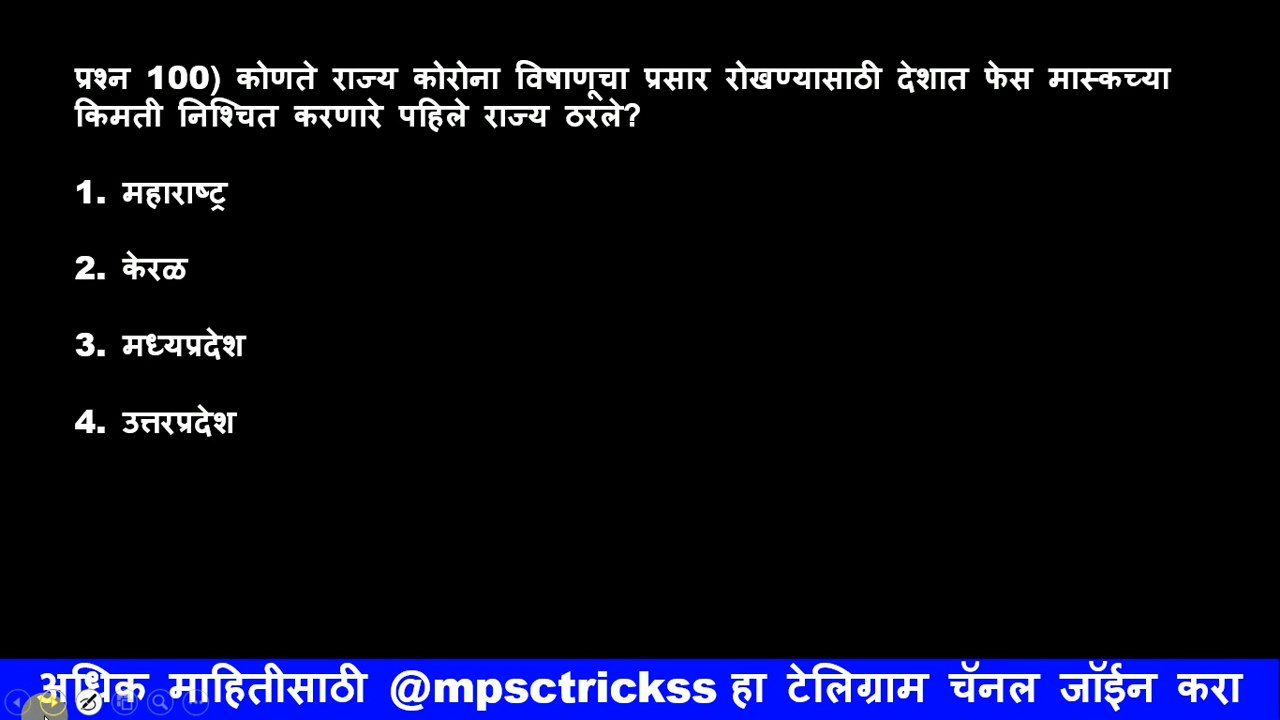 प्रश्न 100) कोणते राज्य कोरोना विषाणूचा प्रसार रोखण्यासाठी देशात फेस मास्कच्या
किमती निश्चित करणारे पहिले राज्य ठरले?
1. महाराष्ट्र
2. केरळ
3. मध्यप्रदेश
4. उत्तरप्रदेश
अधिक माहितीसाठी @mpsctrickss हा टेलिग्राम चॅनल जॉईन करा